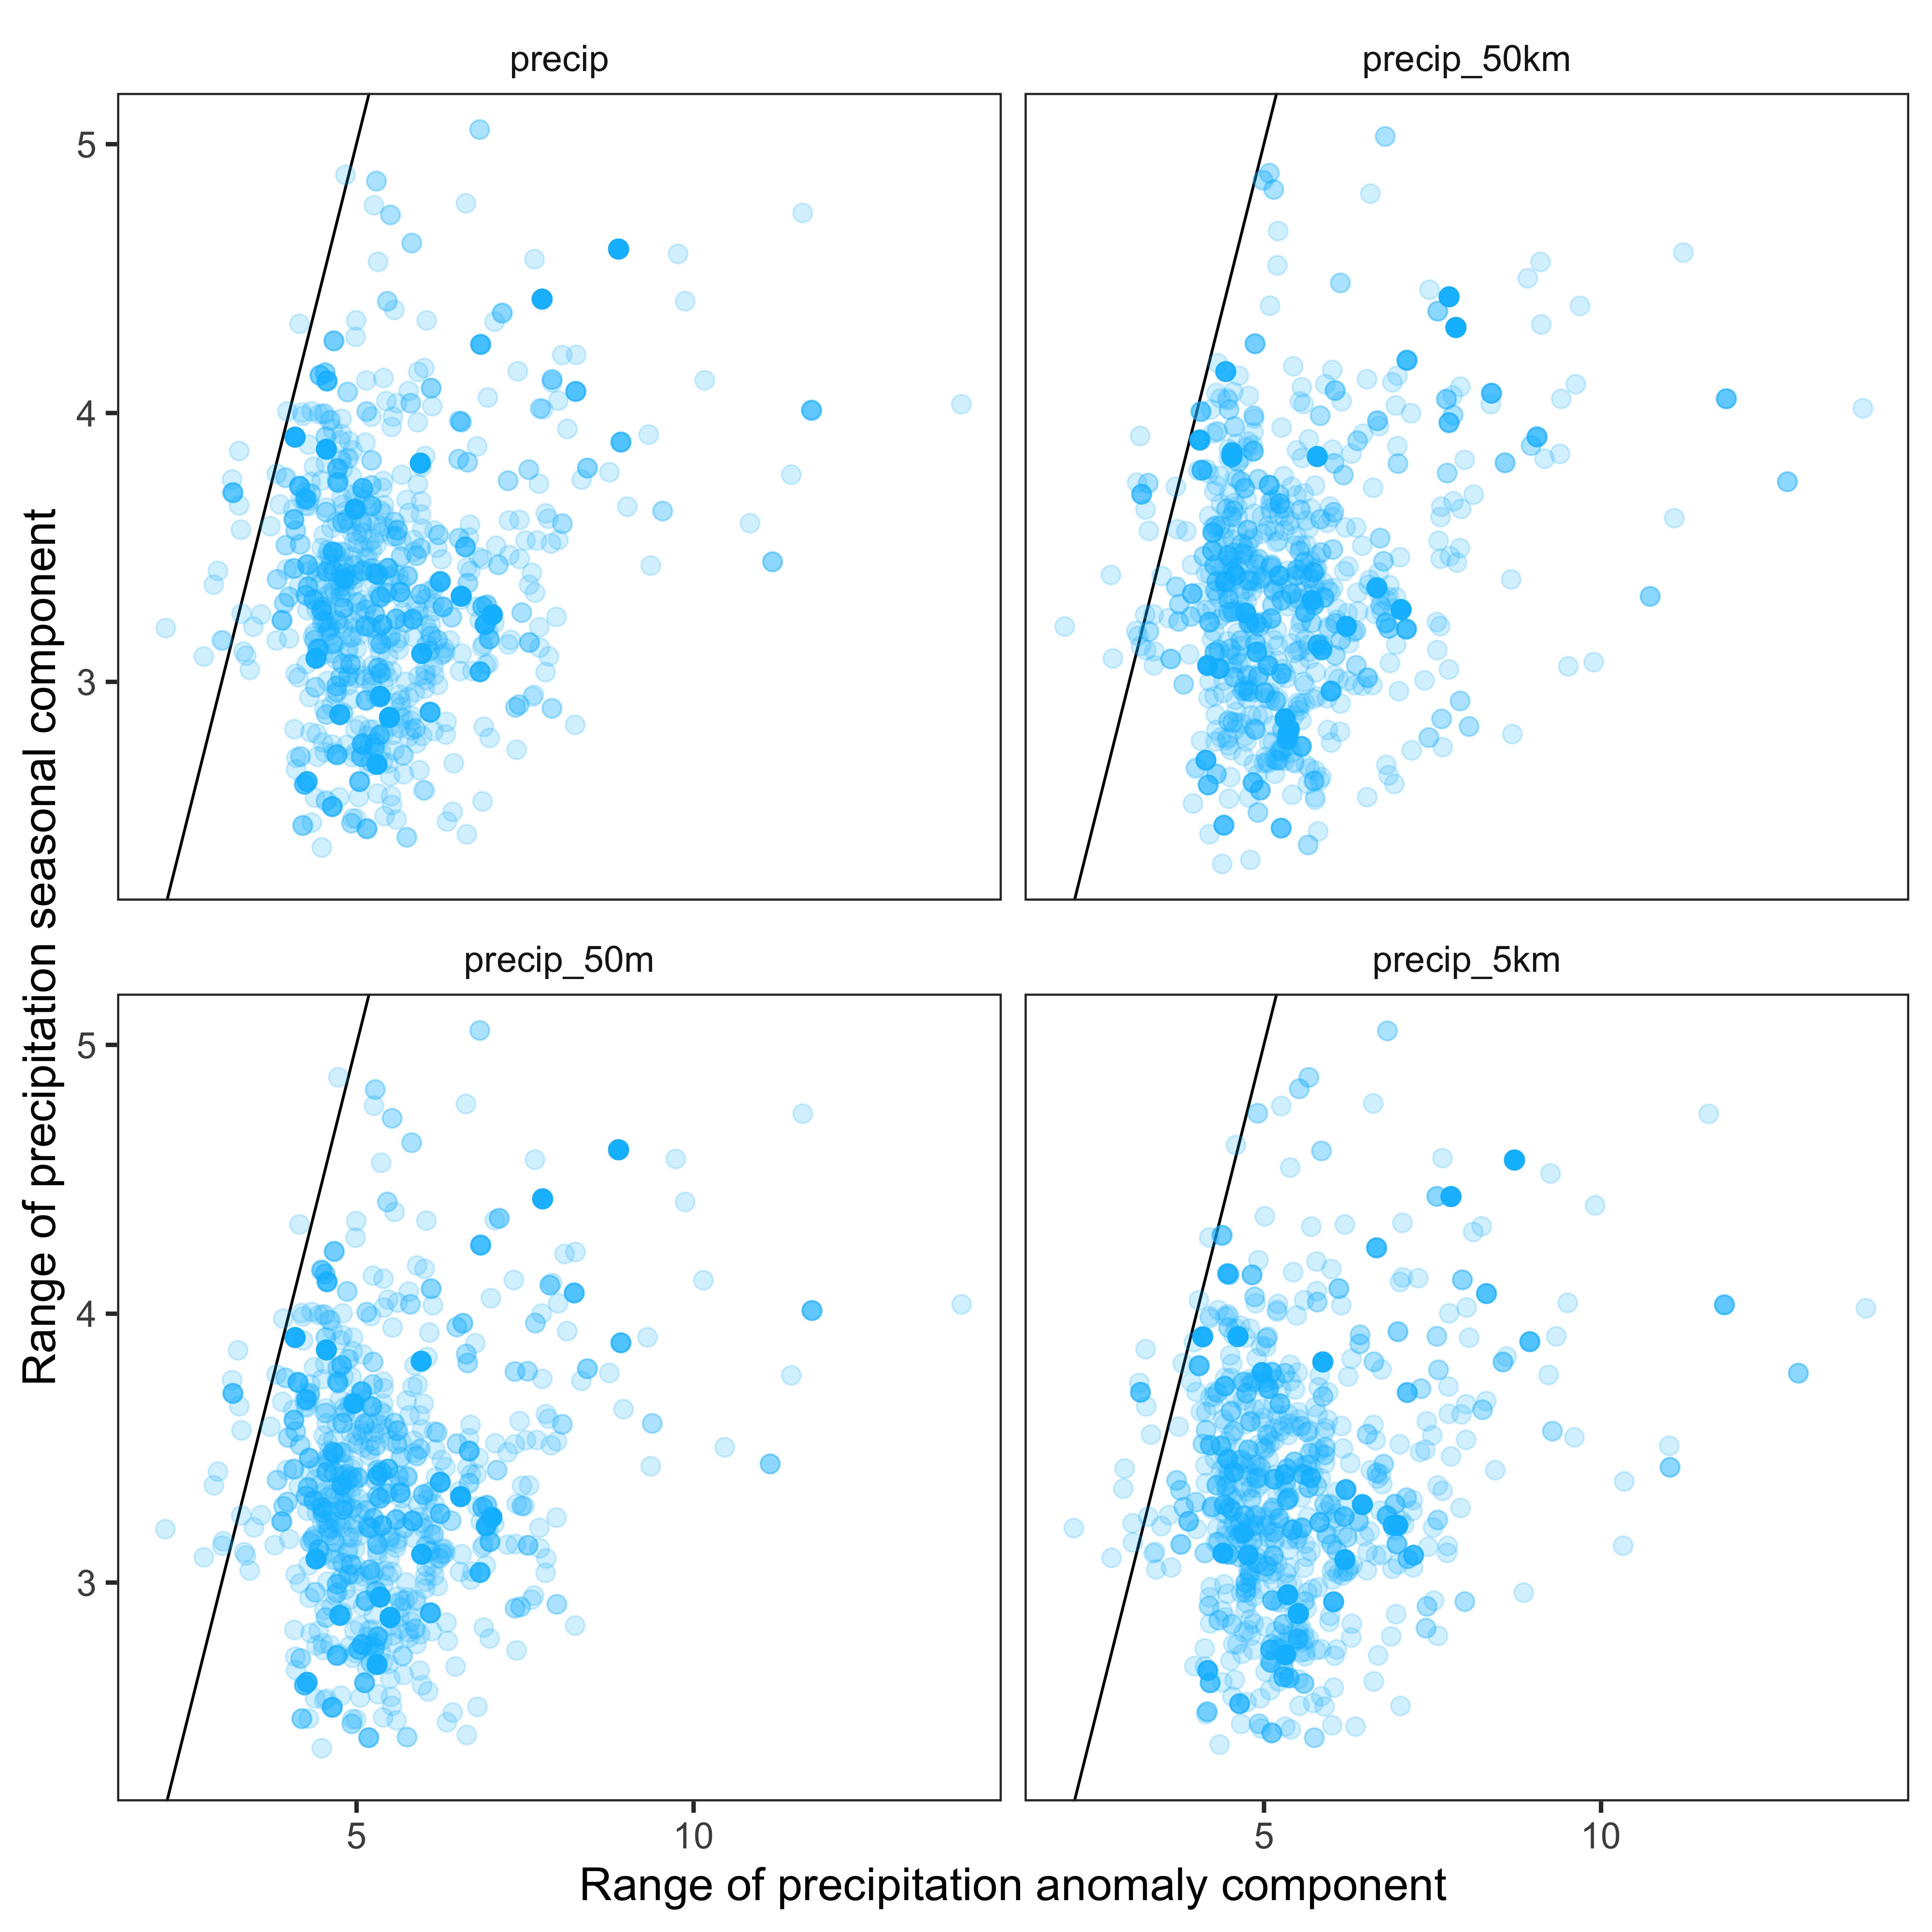 precip
precip_50km
5
4
3
Range of precipitation seasonal component
precip_50m
precip_5km
5
4
3
5
10
5
10
Range of precipitation anomaly component